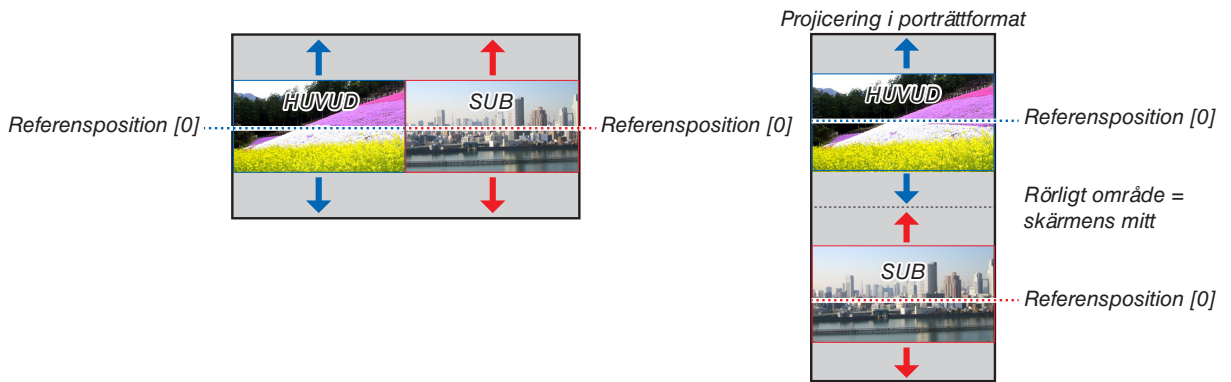 HUVUD
SUB
Referensposition [0]
Referensposition [0]
Projicering i porträttformat
HUVUD
Referensposition [0]
Rörligt område =
skärmens mitt
SUB
Referensposition [0]